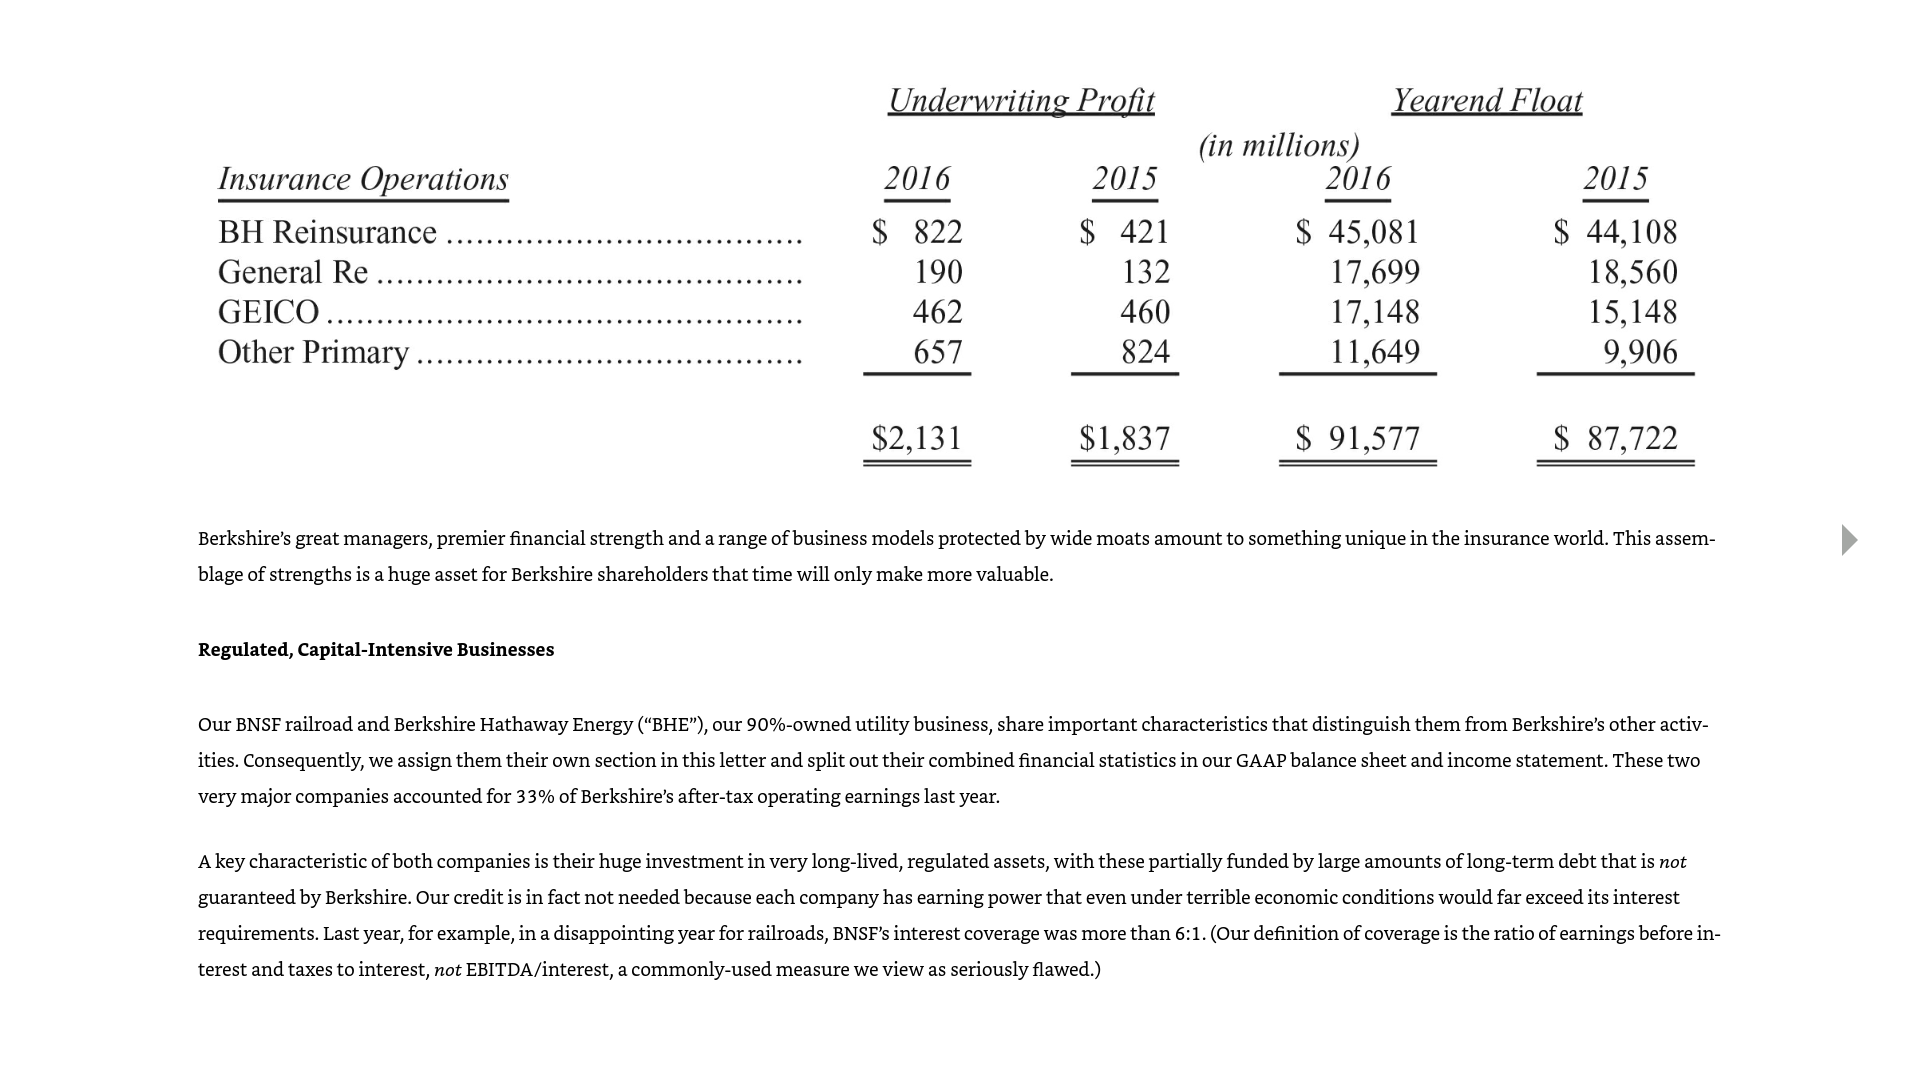 Underwriting Profit Yearend Float
(in millions)
Insurance Operations 2016 2015 2016 2015
BH Reinsurance .................................... $ 822 $ 421 $ 45,081 $ 44,108
General Re ........................................... 190 132 17,699 18,560
GEICO ................................................ 462 460 17,148 15,148
Other Primary ....................................... 657 824 11,649 9,906
$2,131 $1,837 $ 91,577 $ 87,722
Berkshire’s great managers, premier financial strength and a range of business models protected by wide moats amount to something unique in the insurance world. This assem-
blage of strengths is a huge asset for Berkshire shareholders that time will only make more valuable.
Regulated, Capital-Intensive Businesses
Our BNSF railroad and Berkshire Hathaway Energy (“BHE”), our 90%-owned utility business, share important characteristics that distinguish them from Berkshire’s other activ-
ities. Consequently, we assign them their own section in this letter and split out their combined financial statistics in our GAAP balance sheet and income statement. These two
very major companies accounted for 33% of Berkshire’s after-tax operating earnings last year.
A key characteristic of both companies is their huge investment in very long-lived, regulated assets, with these partially funded by large amounts of long-term debt that is not
guaranteed by Berkshire. Our credit is in fact not needed because each company has earning power that even under terrible economic conditions would far exceed its interest
requirements. Last year, for example, in a disappointing year for railroads, BNSF’s interest coverage was more than 6:1. (Our definition of coverage is the ratio of earnings before in-
terest and taxes to interest, not EBITDA/interest, a commonly-used measure we view as seriously flawed.)